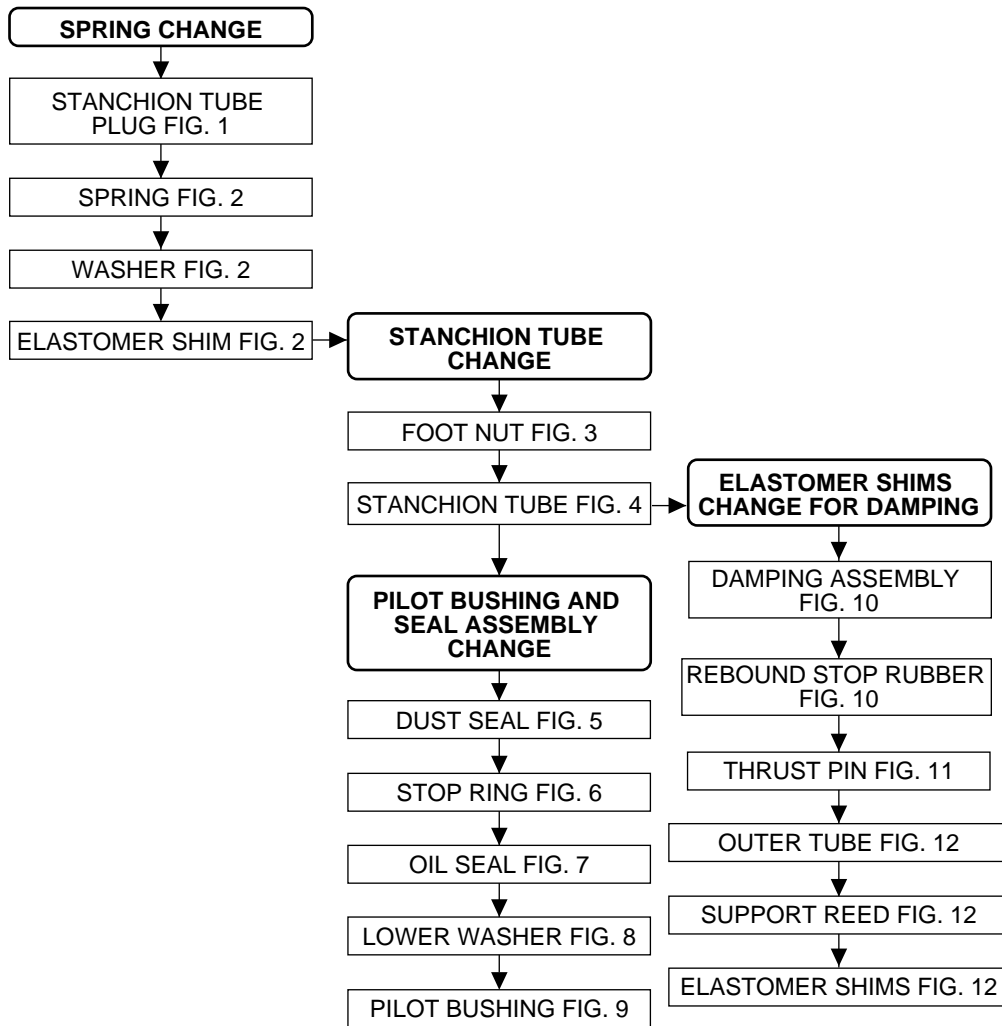 SPRING CHANGE
STANCHION TUBE
PLUG FIG. 1
SPRING FIG. 2
WASHER FIG. 2
ELASTOMER SHIM FIG. 2
STANCHION TUBE
CHANGE
FOOT NUT FIG. 3
STANCHION TUBE FIG. 4
PILOT BUSHING AND
SEAL ASSEMBLY
CHANGE
DUST SEAL FIG. 5
STOP RING FIG. 6
OIL SEAL FIG. 7
LOWER WASHER FIG. 8
PILOT BUSHING FIG. 9
ELASTOMER SHIMS
CHANGE FOR DAMPING
DAMPING ASSEMBLY
FIG. 10
REBOUND STOP RUBBER
FIG. 10
THRUST PIN FIG. 11
OUTER TUBE FIG. 12
SUPPORT REED FIG. 12
ELASTOMER SHIMS FIG. 12